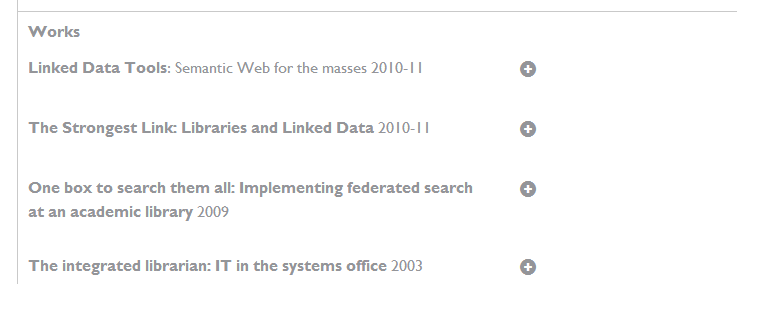 Works
Linked Data Tools: Semantic Web for the masses 2010-11
The Strongest Link: Libraries and Linked Data 2010-11
One box to search them all: Implementing federated search
at an academic library 2009
The integrated librarian: IT in the systems office 2003